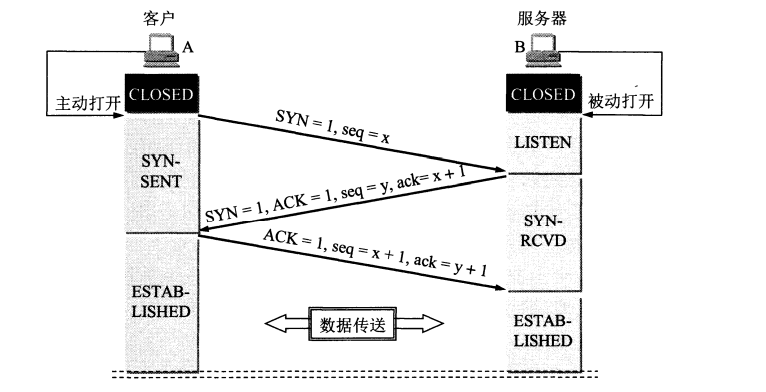 客户
服务器
A
B
CLOSED
CLOSED
主动打开
被动打开
SYN = 1, seq = x
LISTEN
SYN-
SENT
SYN = 1, ACK = 1, seq = y, ack= x + 1
SYN-
RCVD
ACK = 1, seq = x + 1, ack = y + 1
ESTAB-
LISHED
数据传送
ESTAB-
LISHED